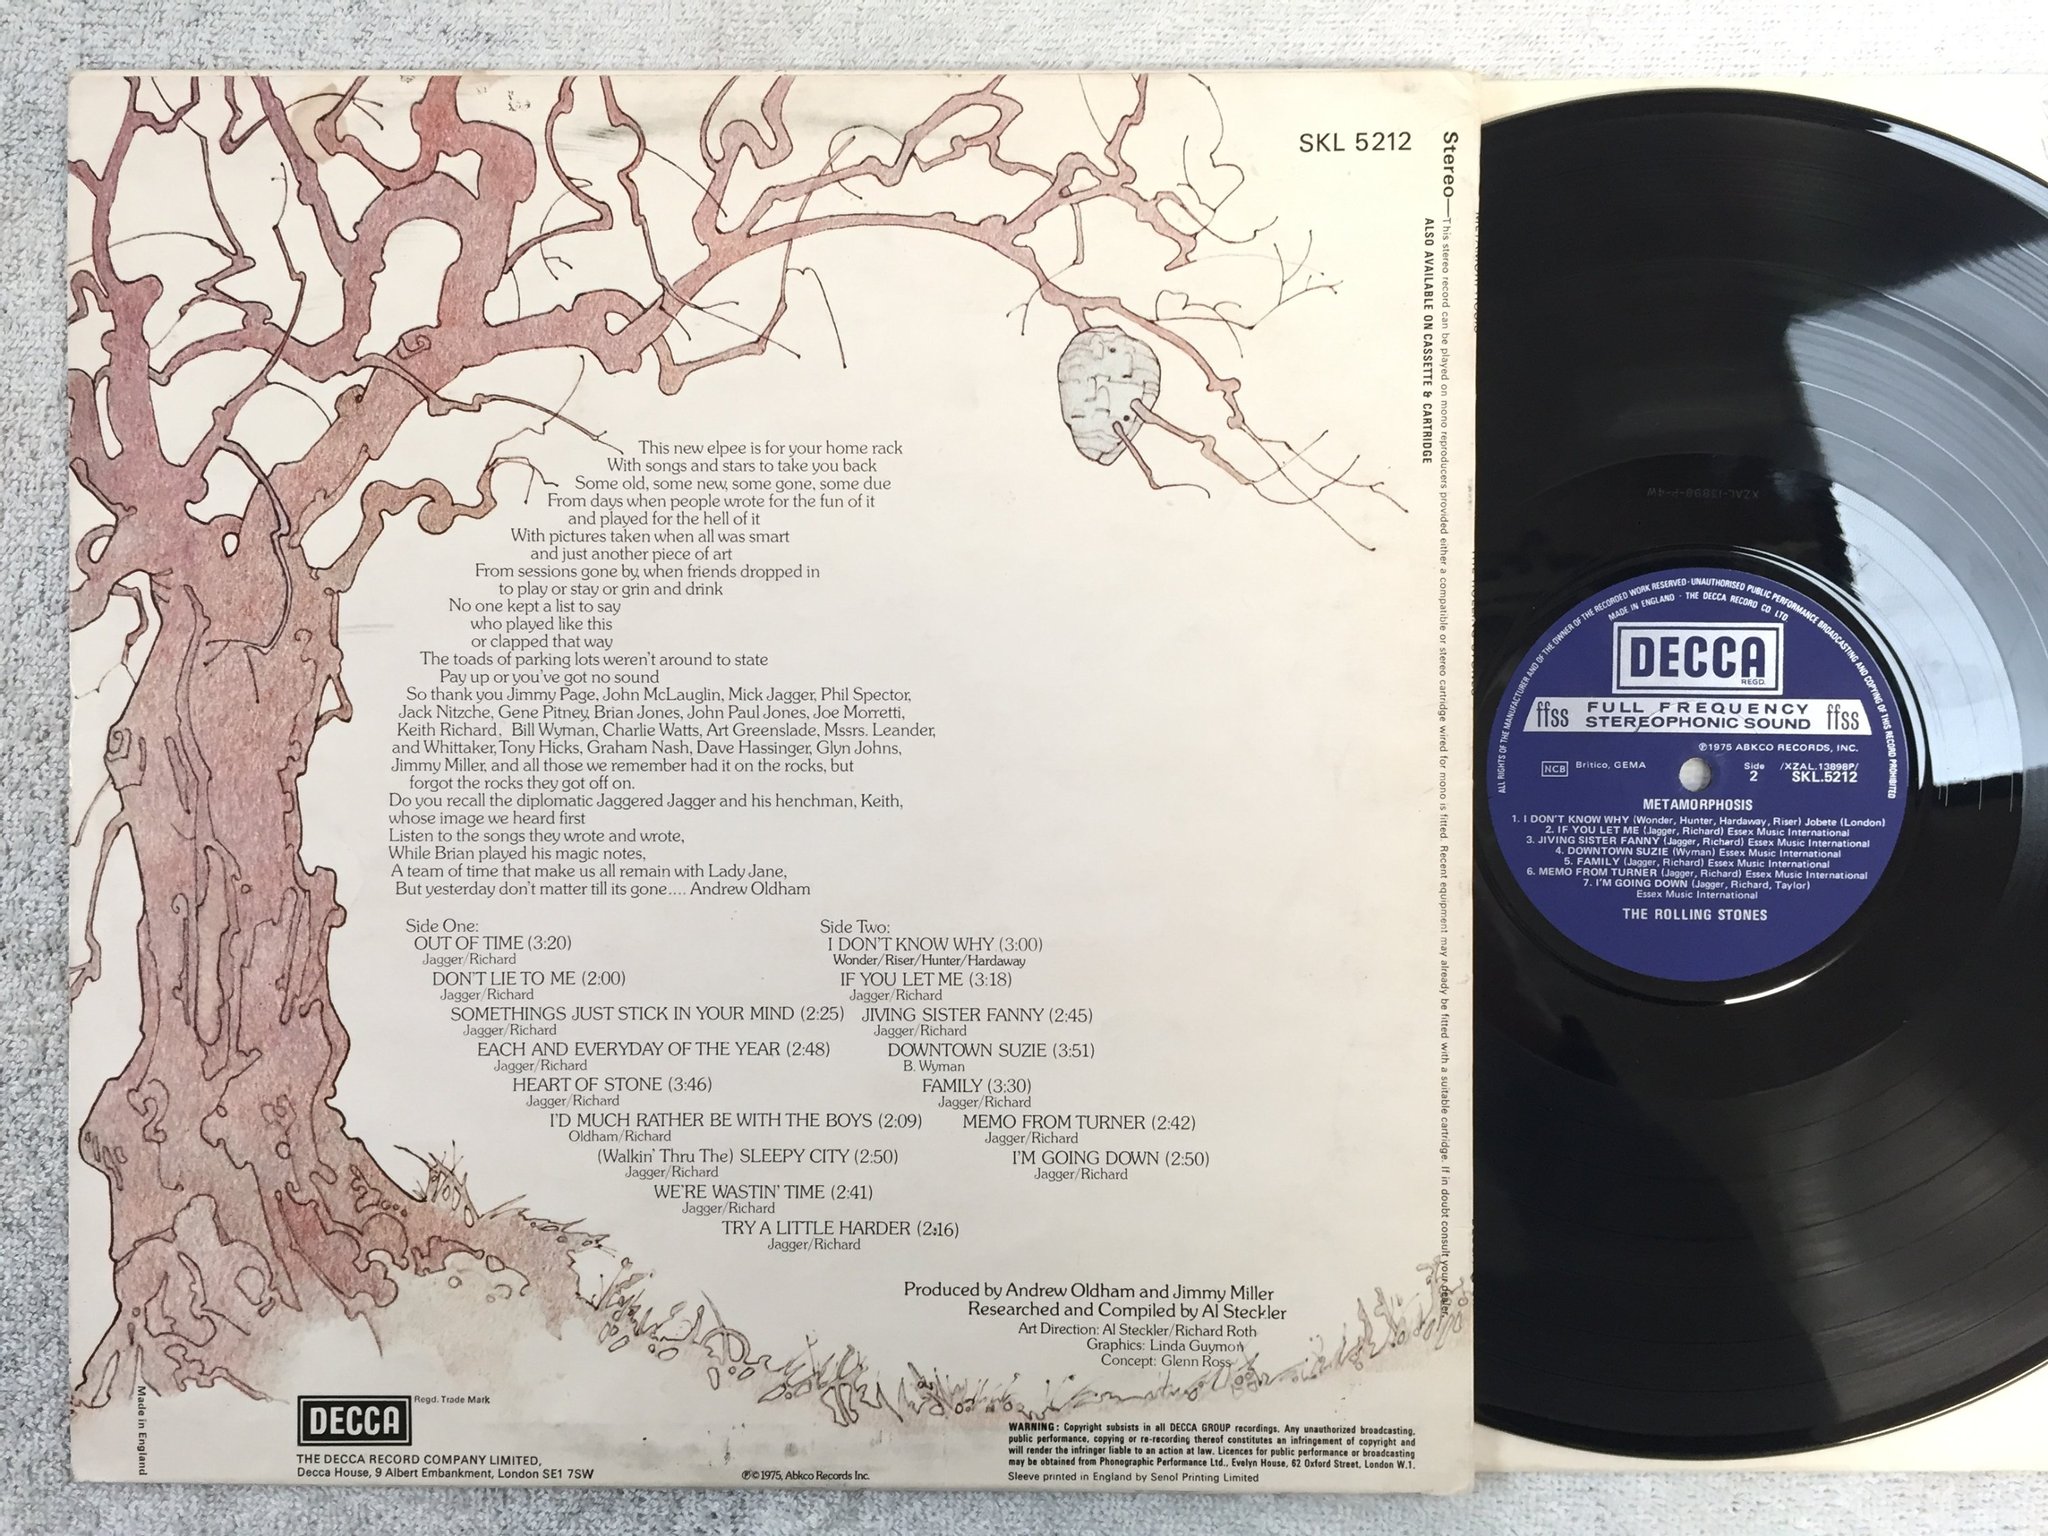 SKL 5212
Stereo—This stereo record can be played on mono reproducers provided either a compatible or stereo cartridge wired for mono is fitted. Recent equipment may already be fitted with a suitable cartridge. If in doubt consult your dealer.
ALSO AVAILABLE ON CASSETTE & CARTRIDGE
This new elpee is for your home rack
With songs and stars to take you back
Some old, some new, some gone, some due
From days when people wrote for the fun of it
and played for the hell of it
With pictures taken when all was smart
and just another piece of art
From sessions gone by, when friends dropped in
to play or stay or grin and drink
No one kept a list to say
who played like this
or clapped that way
The toads of parking lots weren't around to state
Pay up or you've got no sound
So thank you Jimmy Page, John McLauglin, Mick Jagger, Phil Spector,
Jack Nitzche, Gene Pitney, Brian Jones, John Paul Jones, Joe Morretti,
Keith Richard, Bill Wyman, Charlie Watts, Art Greenslade, Mssrs. Leander,
and Whittaker, Tony Hicks, Graham Nash, Dave Hassinger, Glyn Johns,
Jimmy Miller, and all those we remember had it on the rocks, but
forgot the rocks they got off on.
Do you recall the diplomatic Jaggered Jagger and his henchman, Keith,
whose image we heard first
Listen to the songs they wrote and wrote,
While Brian played his magic notes,
A team of time that make us all remain with Lady Jane,
But yesterday don't matter till its gone.... Andrew Oldham
Side One:
OUT OF TIME (3:20)
Jagger/Richard
DON'T LIE TO ME (2:00)
Jagger/Richard
SOMETHINGS JUST STICK IN YOUR MIND (2:25)
Jagger/Richard
EACH AND EVERYDAY OF THE YEAR (2:48)
Jagger/Richard
HEART OF STONE (3:46)
Jagger/Richard
I'D MUCH RATHER BE WITH THE BOYS (2:09)
Oldham/Richard
(Walkin' Thru The) SLEEPY CITY (2:50)
Jagger/Richard
WE'RE WASTIN' TIME (2:41)
Jagger/Richard
TRY A LITTLE HARDER (2:16)
Jagger/Richard
Side Two:
I DON'T KNOW WHY (3:00)
Wonder/Riser/Hunter/Hardaway
IF YOU LET ME (3:18)
Jagger/Richard
JIVING SISTER FANNY (2:45)
Jagger/Richard
DOWNTOWN SUZIE (3:51)
B. Wyman
FAMILY (3:30)
Jagger/Richard
MEMO FROM TURNER (2:42)
Jagger/Richard
I'M GOING DOWN (2:50)
Jagger/Richard
Produced by Andrew Oldham and Jimmy Miller
Researched and Compiled by Al Steckler
Art Direction: Al Steckler/Richard Roth
Graphics: Linda Guymon
Concept: Glenn Ross
Made in England
DECCA
Regd. Trade Mark
THE DECCA RECORD COMPANY LIMITED,
Decca House, 9 Albert Embankment, London SE1 7SW
℗©1975, Abkco Records Inc.
WARNING: Copyright subsists in all DECCA GROUP recordings. Any unauthorized broadcasting,
public performance, copying or re-recording thereof constitutes an infringement of copyright and
will render the infringer liable to an action at law. Licences for public performance or broadcasting
may be obtained from Phonographic Performance Ltd., Evelyn House, 62 Oxford Street, London W.1.
Sleeve printed in England by Senol Printing Limited
XZAL-13898-P-4W
ALL RIGHTS OF THE MANUFACTURER AND OF THE OWNER OF THE RECORDED WORK RESERVED · UNAUTHORISED PUBLIC PERFORMANCE BROADCASTING AND COPYING OF THIS RECORD PROHIBITED
MADE IN ENGLAND · THE DECCA RECORD CO LTD.
DECCA
REGD.
ffss FULL FREQUENCY STEREOPHONIC SOUND ffss
℗1975 ABKCO RECORDS, INC.
NCB Britico, GEMA Side 2 /XZAL.13898P/ SKL.5212
METAMORPHOSIS
1. I DON'T KNOW WHY (Wonder, Hunter, Hardaway, Riser) Jobete (London)
2. IF YOU LET ME (Jagger, Richard) Essex Music International
3. JIVING SISTER FANNY (Jagger, Richard) Essex Music International
4. DOWNTOWN SUZIE (Wyman) Essex Music International
5. FAMILY (Jagger, Richard) Essex Music International
6. MEMO FROM TURNER (Jagger, Richard) Essex Music International
7. I'M GOING DOWN (Jagger, Richard, Taylor)
Essex Music International
THE ROLLING STONES